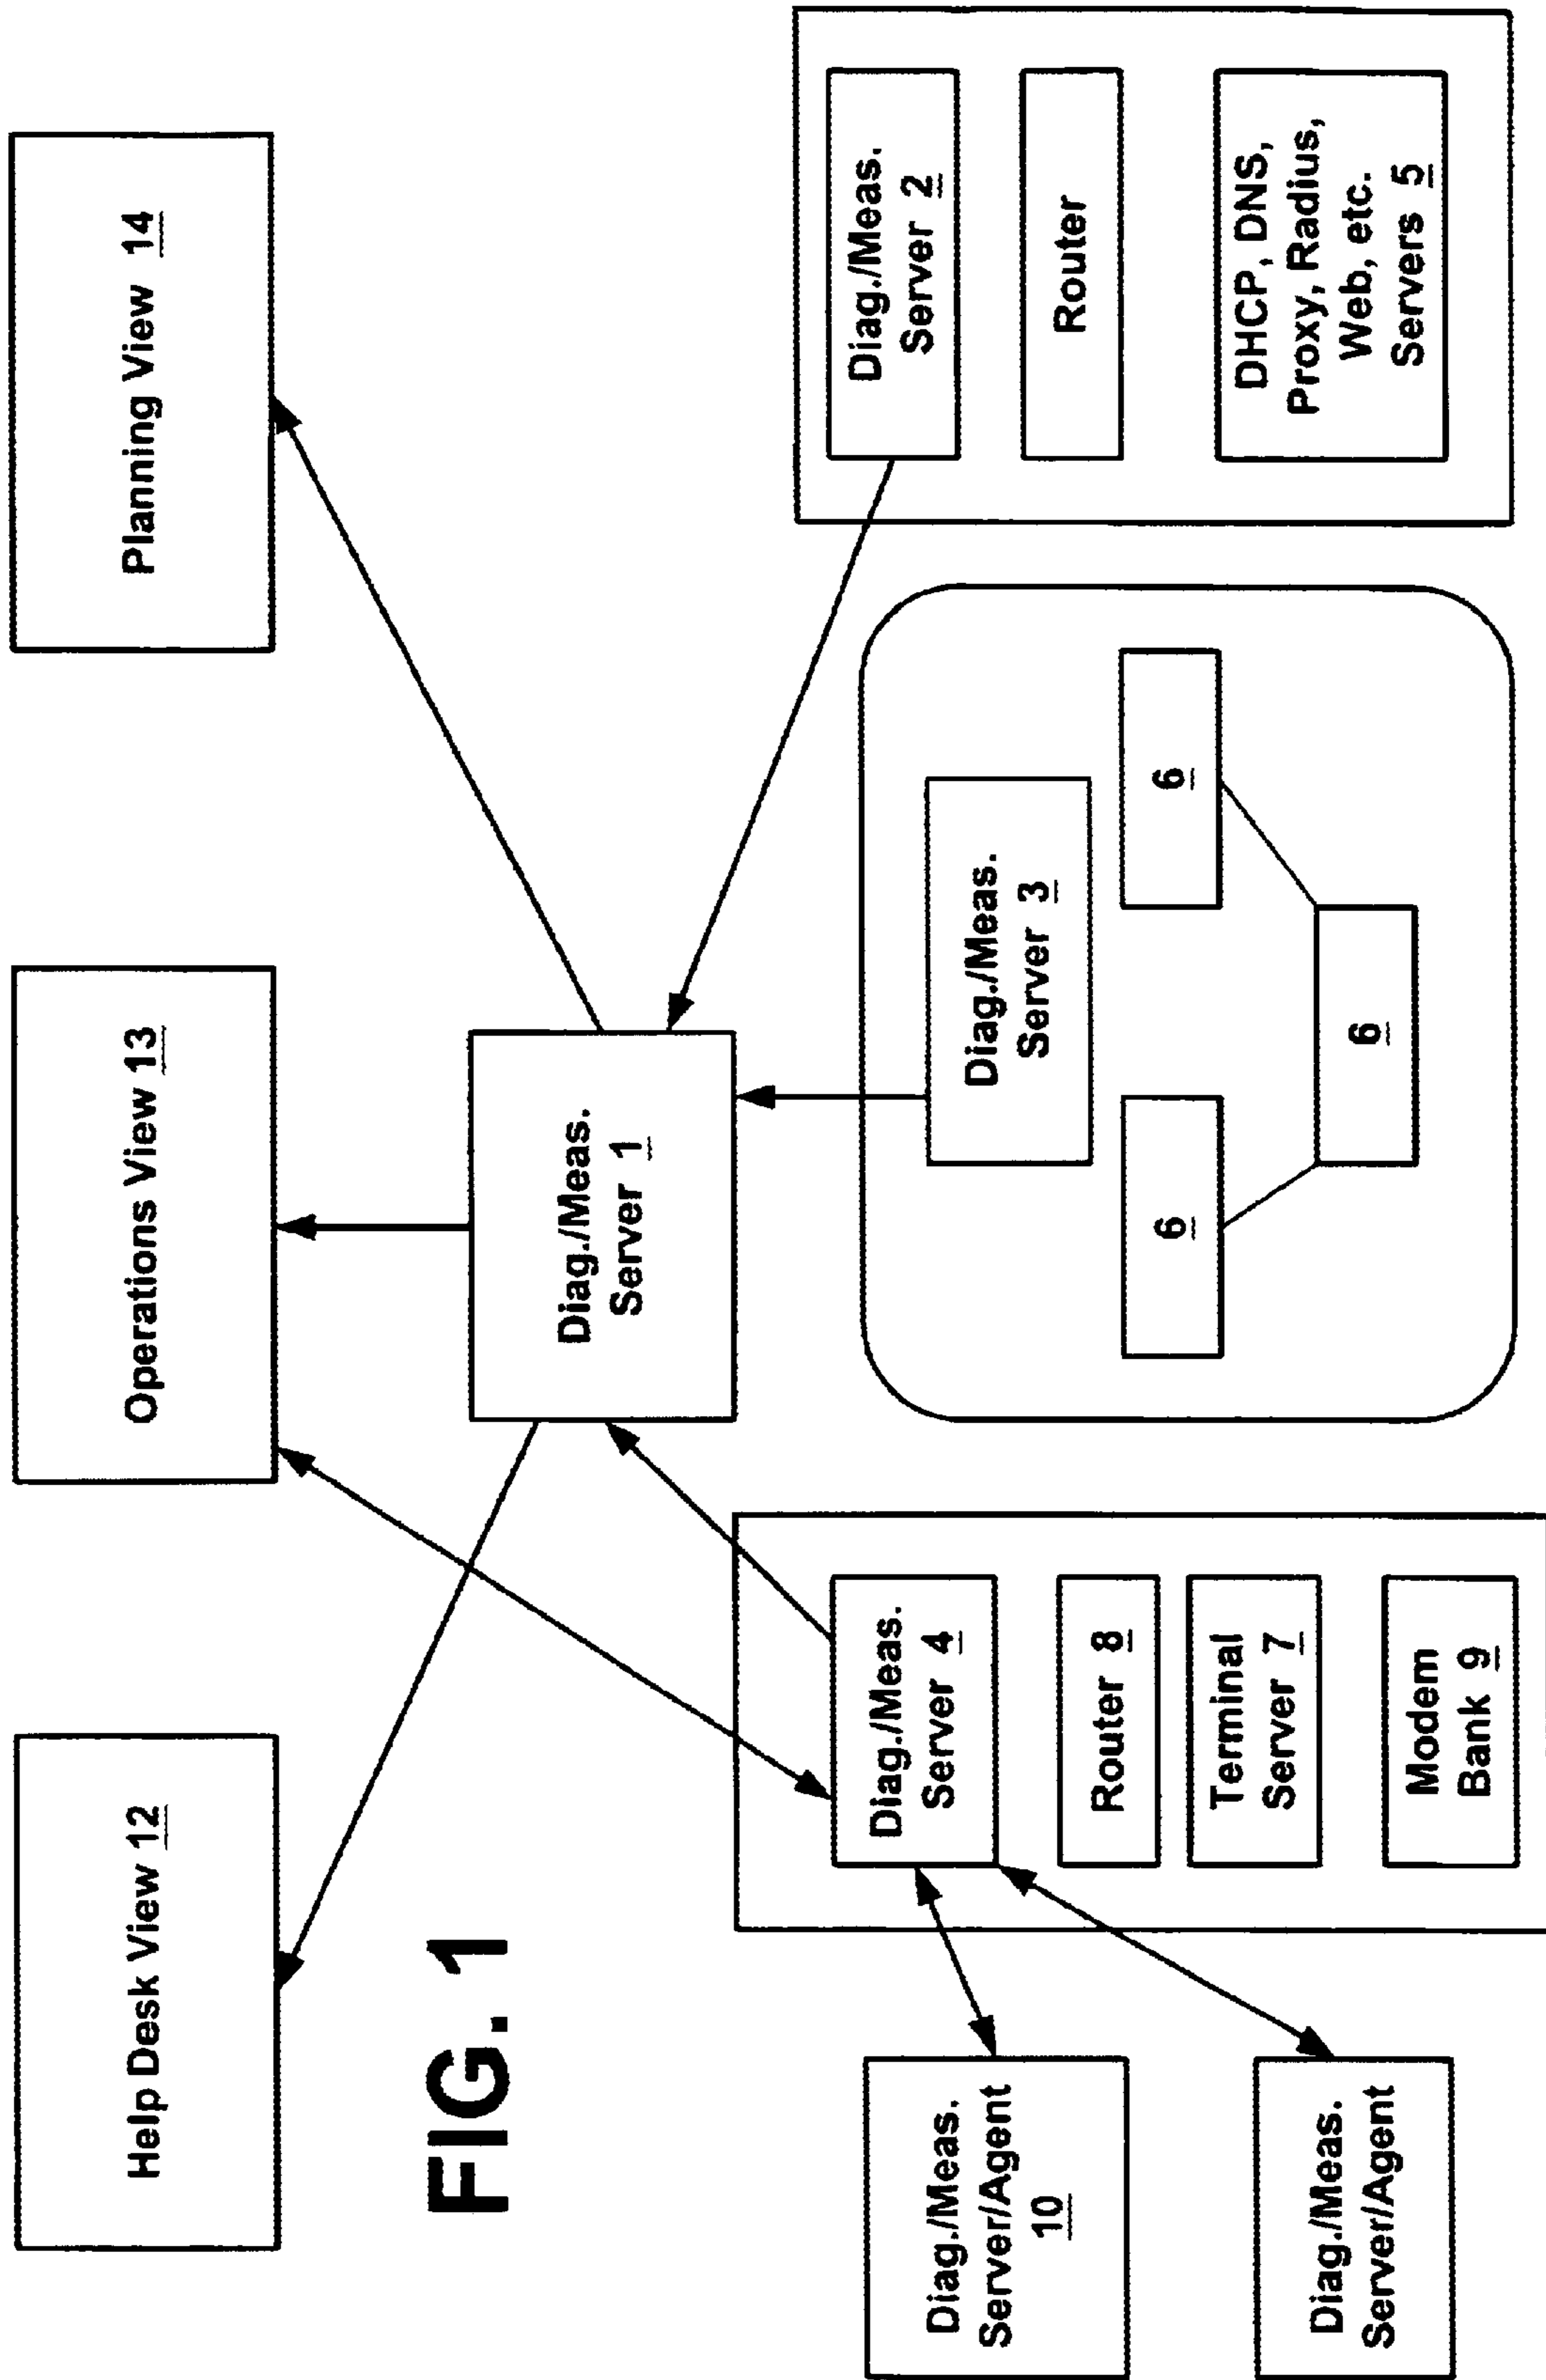 Help Desk View 12
Operations View 13
Planning View 14
FIG. 1
Diag./Meas.
Server 1
Diag./Meas.
Server/Agent
10
Diag./Meas.
Server/Agent
Diag./Meas.
Server 4
Router 8
Terminal
Server 7
Modem
Bank 9
Diag./Meas.
Server 3
6
6
6
Diag./Meas.
Server 2
Router
DHCP, DNS,
Proxy, Radius,
Web, etc.
Servers 5